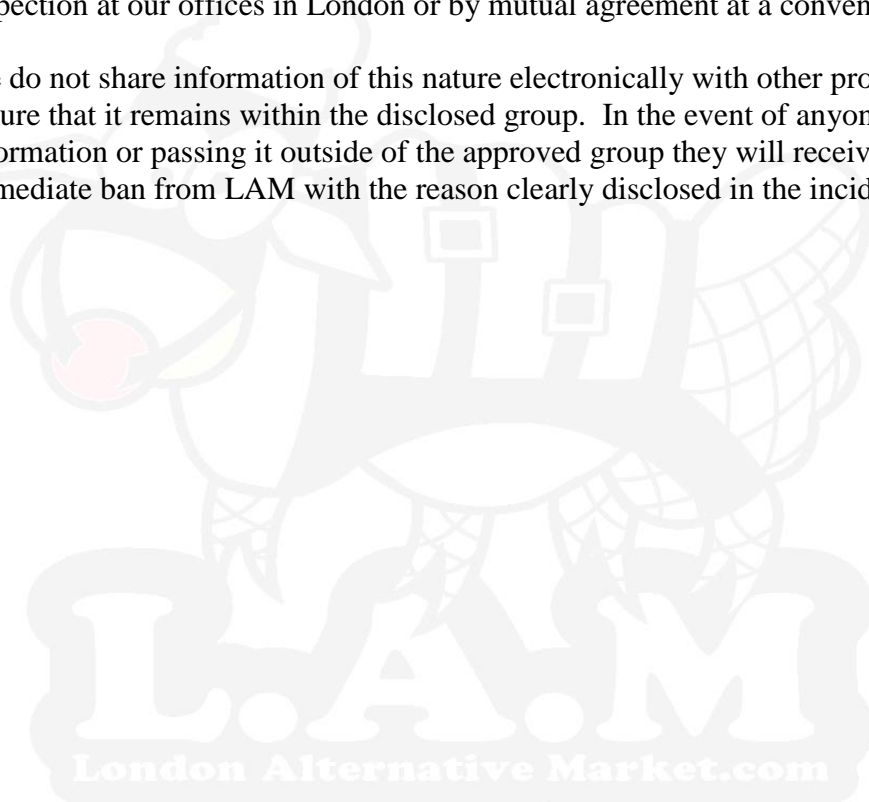 pection at our offices in London or by mutual agreement at a conven
do not share information of this nature electronically with other pro
ure that it remains within the disclosed group. In the event of anyon
ormation or passing it outside of the approved group they will receiv
mediate ban from LAM with the reason clearly disclosed in the incid
L.A.M
London Alternative Market.com